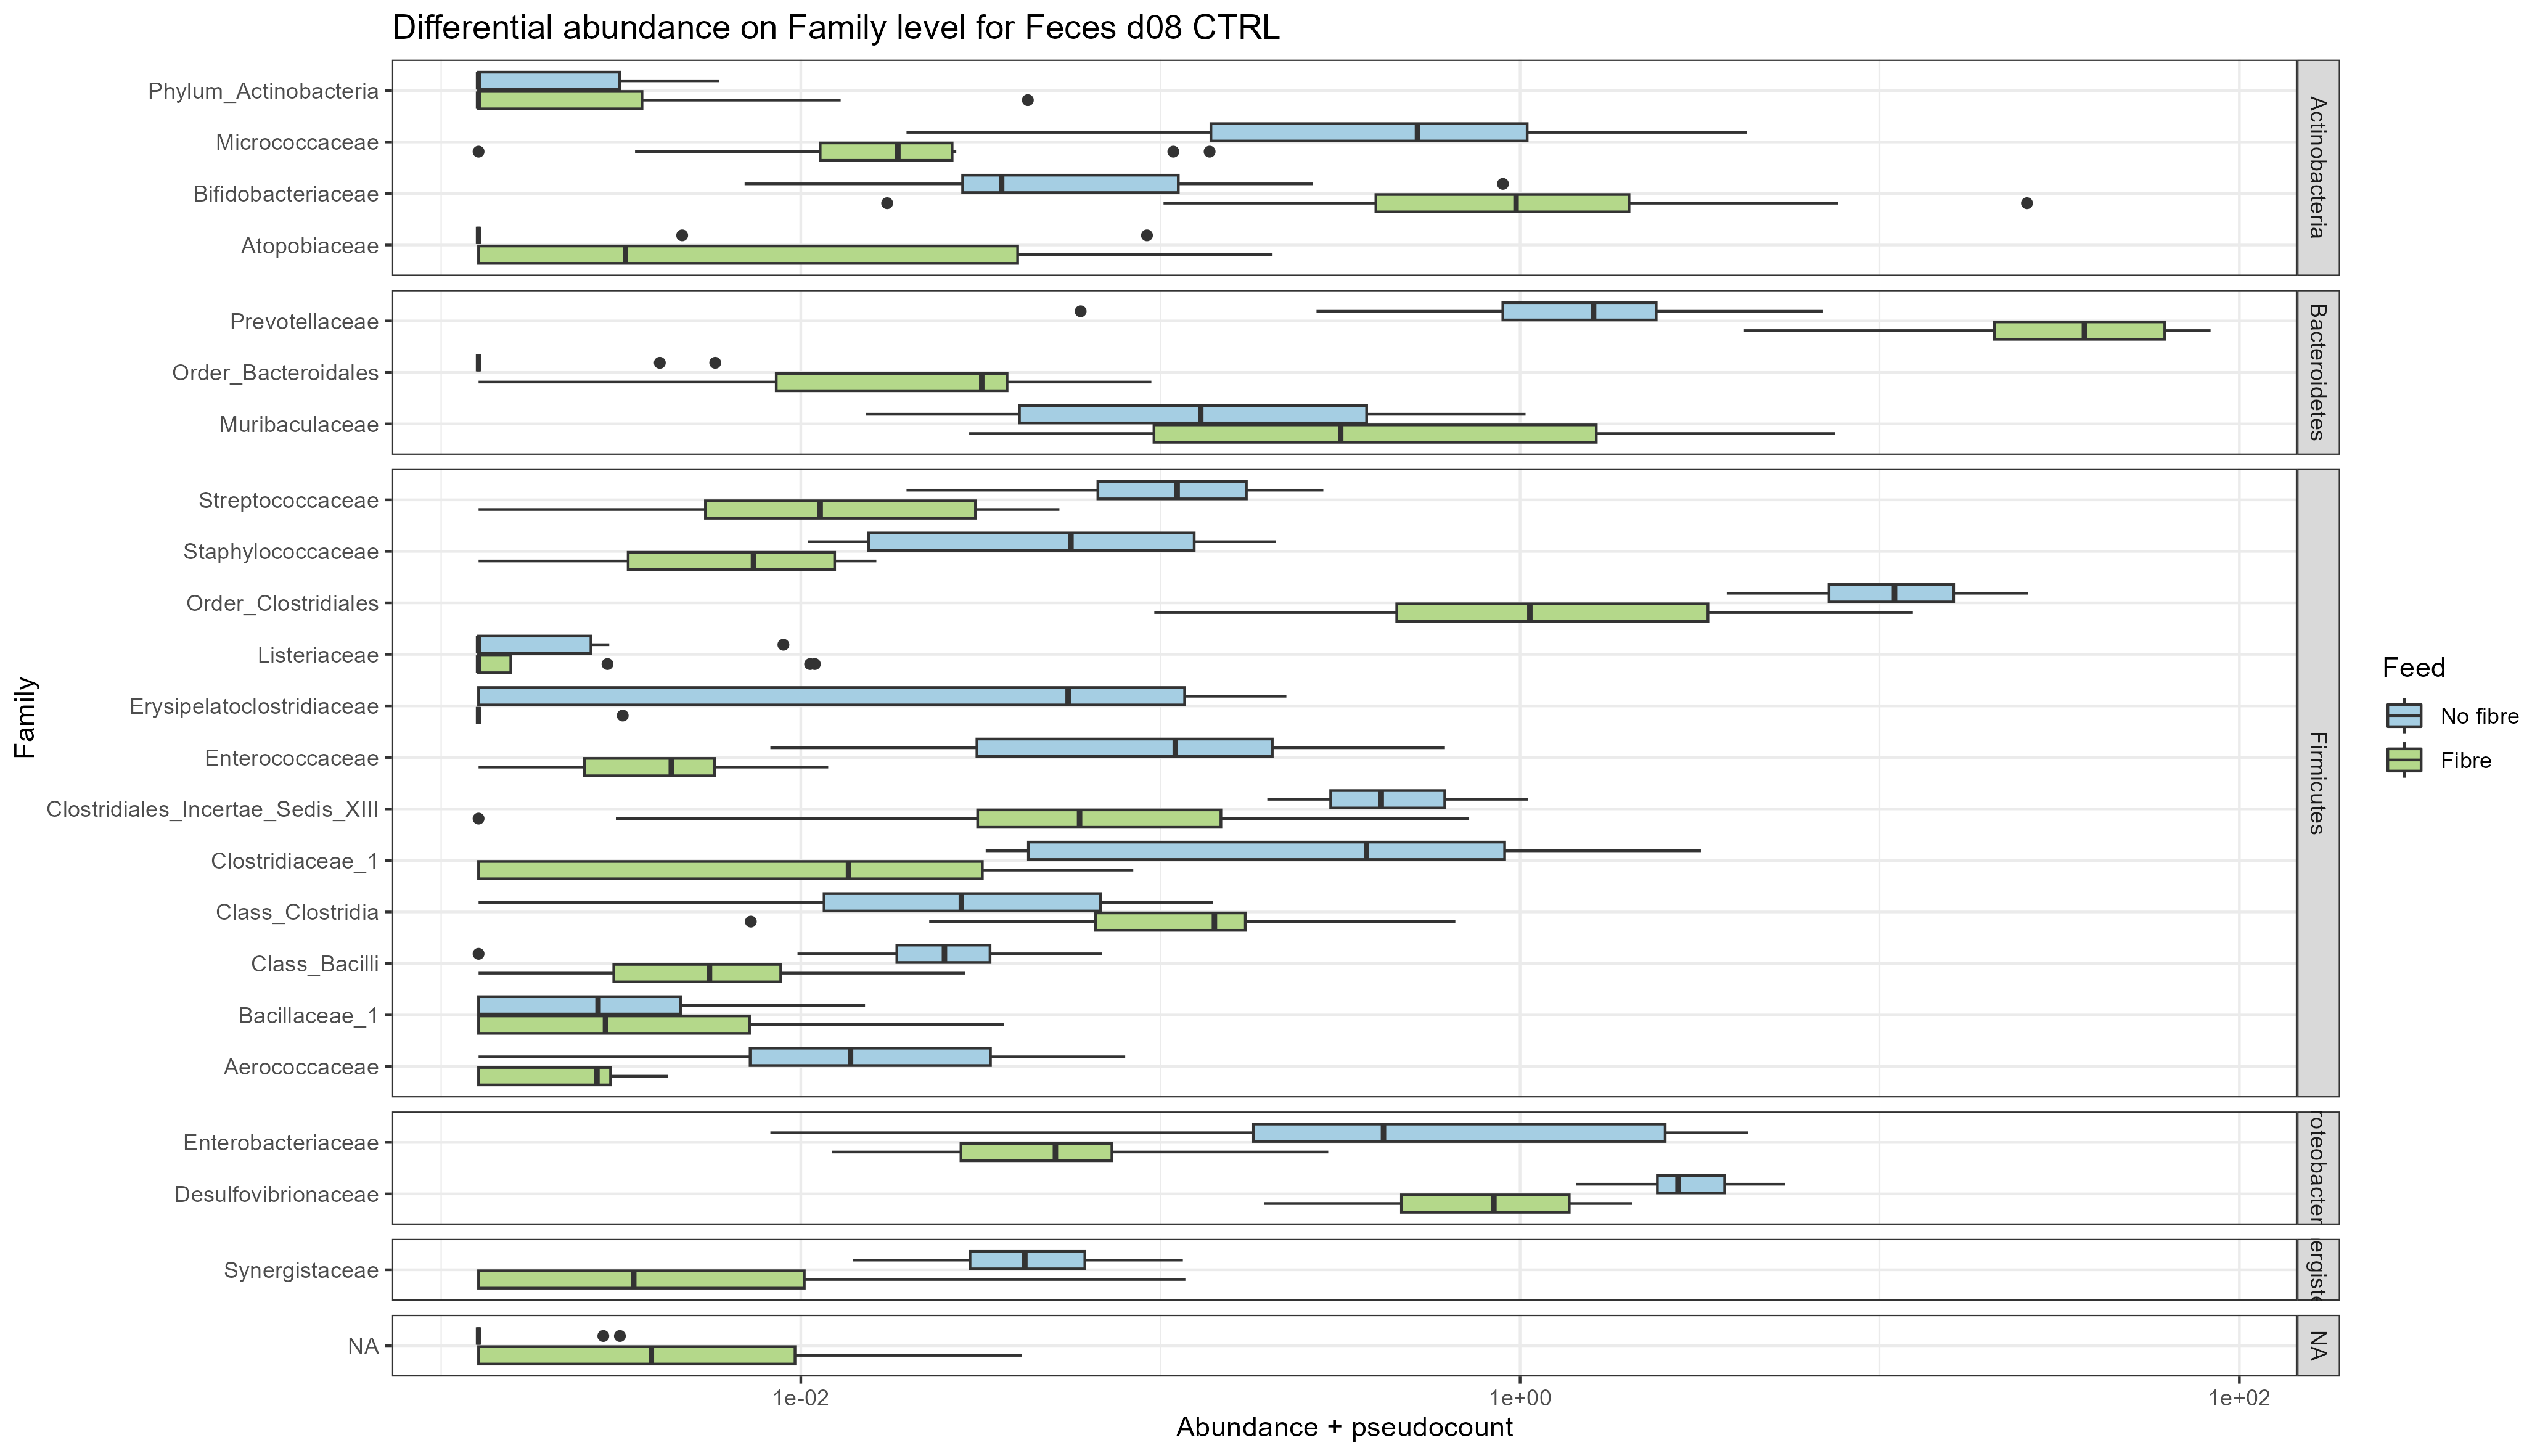 Differential abundance on Family level for Feces d08 CTRL
Phylum_Actinobacteria
Micrococcaceae
Bifidobacteriaceae
Atopobiaceae
Actinobacteria
Prevotellaceae
Order_Bacteroidales
Muribaculaceae
Bacteroidetes
Streptococcaceae
Staphylococcaceae
Order_Clostridiales
Listeriaceae
Erysipelatoclostridiaceae
Enterococcaceae
Clostridiales_Incertae_Sedis_XIII
Clostridiaceae_1
Class_Clostridia
Class_Bacilli
Bacillaceae_1
Aerococcaceae
Firmicutes
Enterobacteriaceae
Desulfovibrionaceae
roteobacter
Synergistaceae
ergiste
NA
NA
1e-02
1e+00
1e+02
Abundance + pseudocount
Family
Feed
No fibre
Fibre